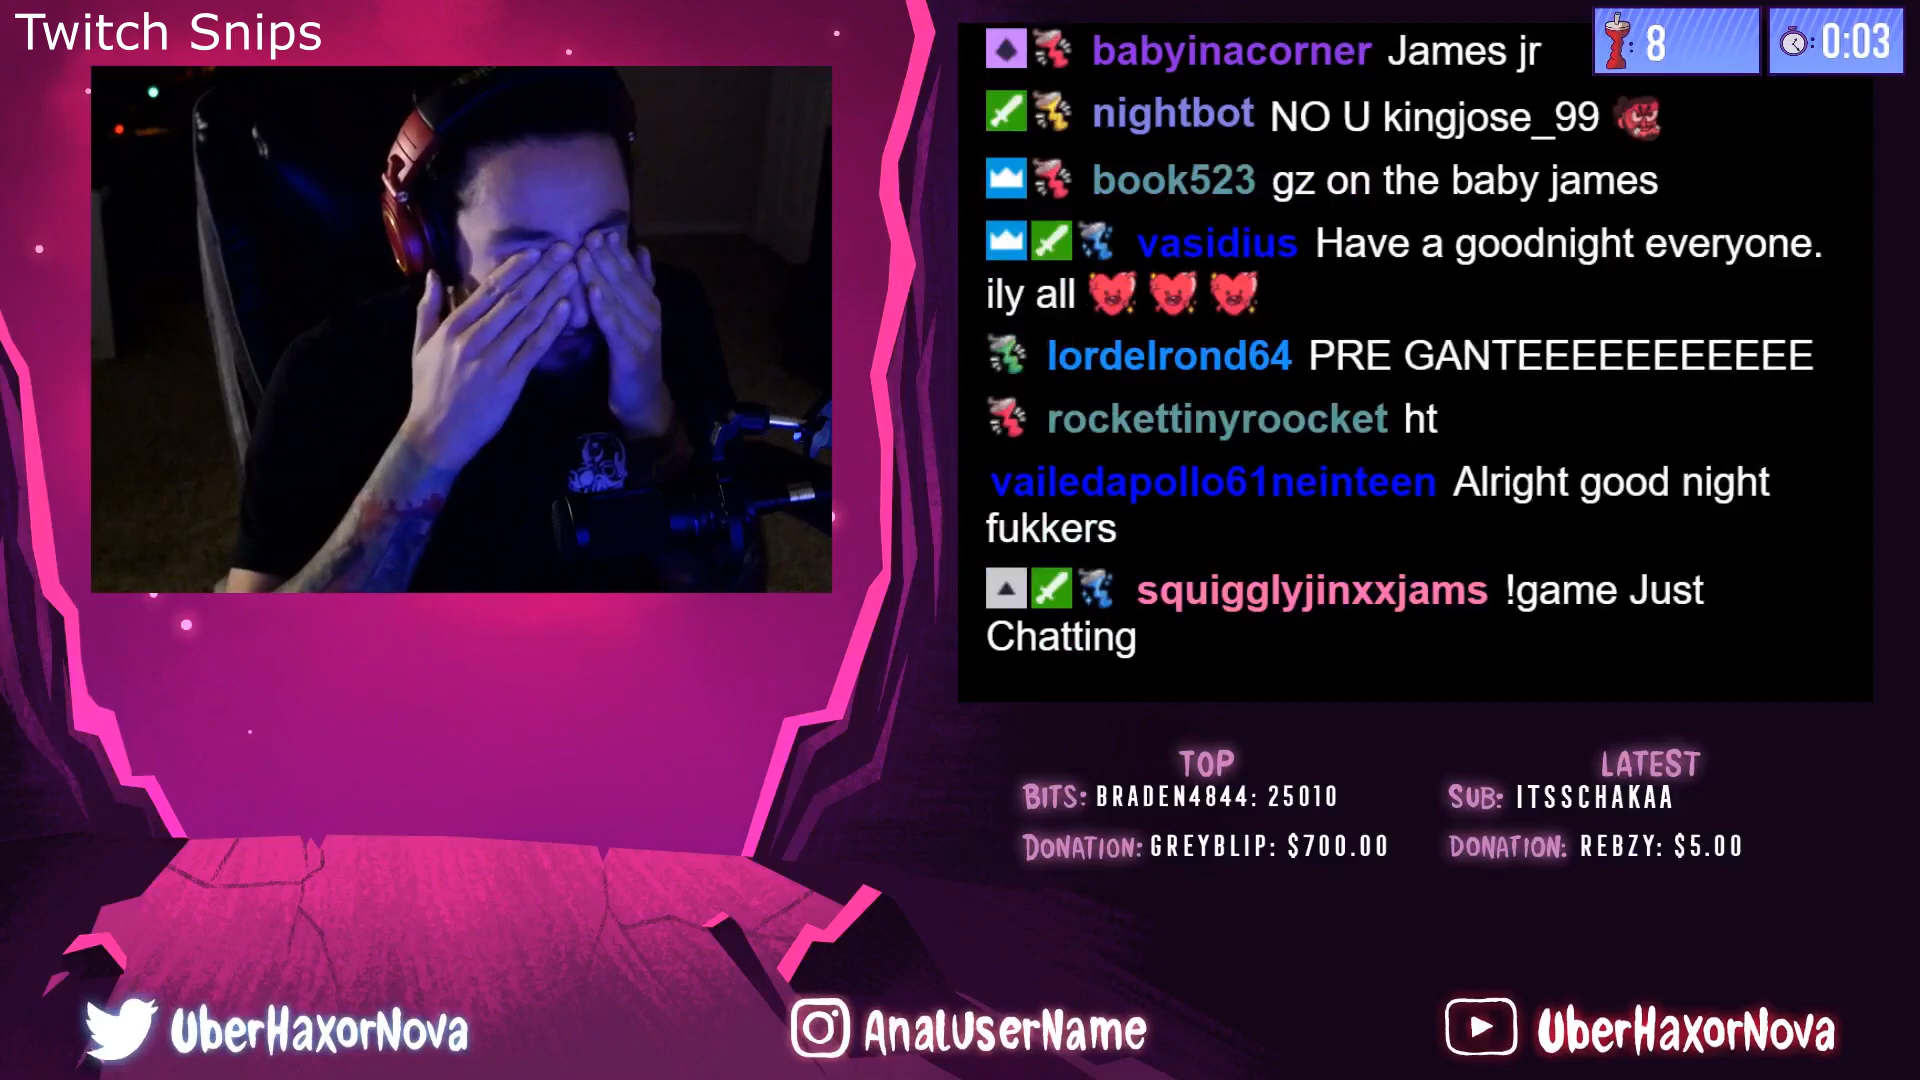 Twitch Snips
babyinacorner James jr
: 8
: 0:03
nightbot NO U kingjose_99
book523 gz on the baby james
vasidius Have a goodnight everyone.
ily all
lordelrond64 PRE GANTEEEEEEEEEEE
rockettinyroocket ht
vailedapollo61neinteen Alright good night
fukkers
squigglyjinxxjams !game Just
Chatting
TOP
BITS: BRADEN4844: 25010
DONATION: GREYBLIP: $700.00
LATEST
SUB: ITSSCHAKAA
DONATION: REBZY: $5.00
UberHaxorNova
AnalUserName
UberHaxorNova